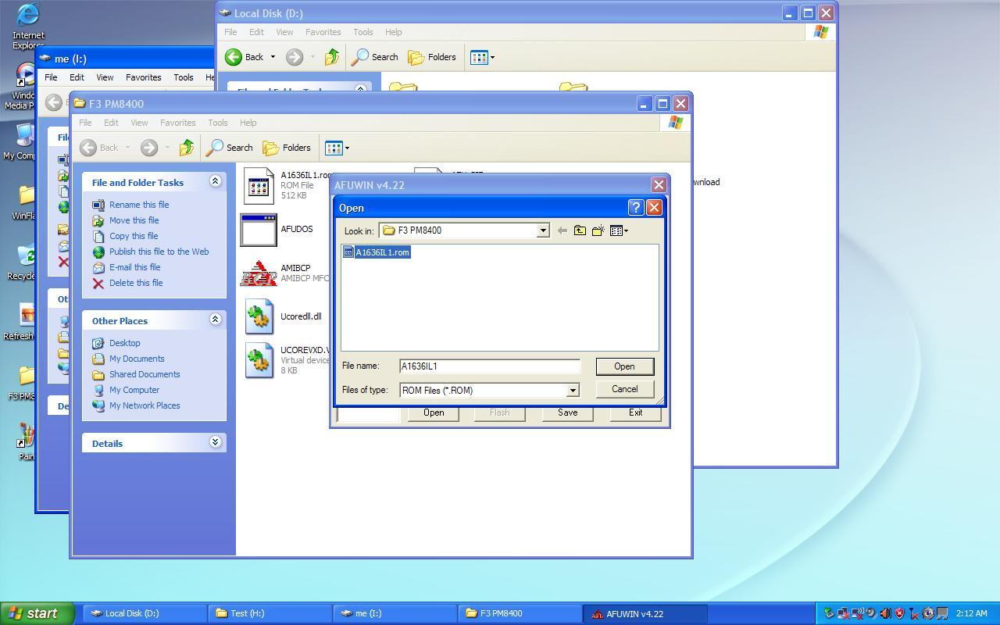 Internet
Explorer
Local Disk (D:)
File Edit View Favorites Tools Help
Back Search Folders
me (I:)
File Edit View Favorites Tools He
Windo
Media P
My Com
WinFla
Recycle
Refresh
F3 PM8
Pain
F3 PM8400
File Edit View Favorites Tools Help
Back Search Folders
File and Folder Tasks
Rename this file
Move this file
Copy this file
Publish this file to the Web
E-mail this file
Delete this file
Other Places
Desktop
My Documents
Shared Documents
My Computer
My Network Places
Details
A1636IL1.rom
ROM File
512 KB
AFUDOS
AMIBCP
AMIBCP MFC
Ucoredll.dll
UCOREVXD.V
Virtual device
8 KB
wnload
AFUWIN v4.22
Open
Look in: F3 PM8400
A1636IL1.rom
File name: A1636IL1 Open
Files of type: ROM Files (*.ROM) Cancel
Open Flash Save Exit
start Local Disk (D:) Test (H:) me (I:) F3 PM8400 AFUWIN v4.22 2:12 AM